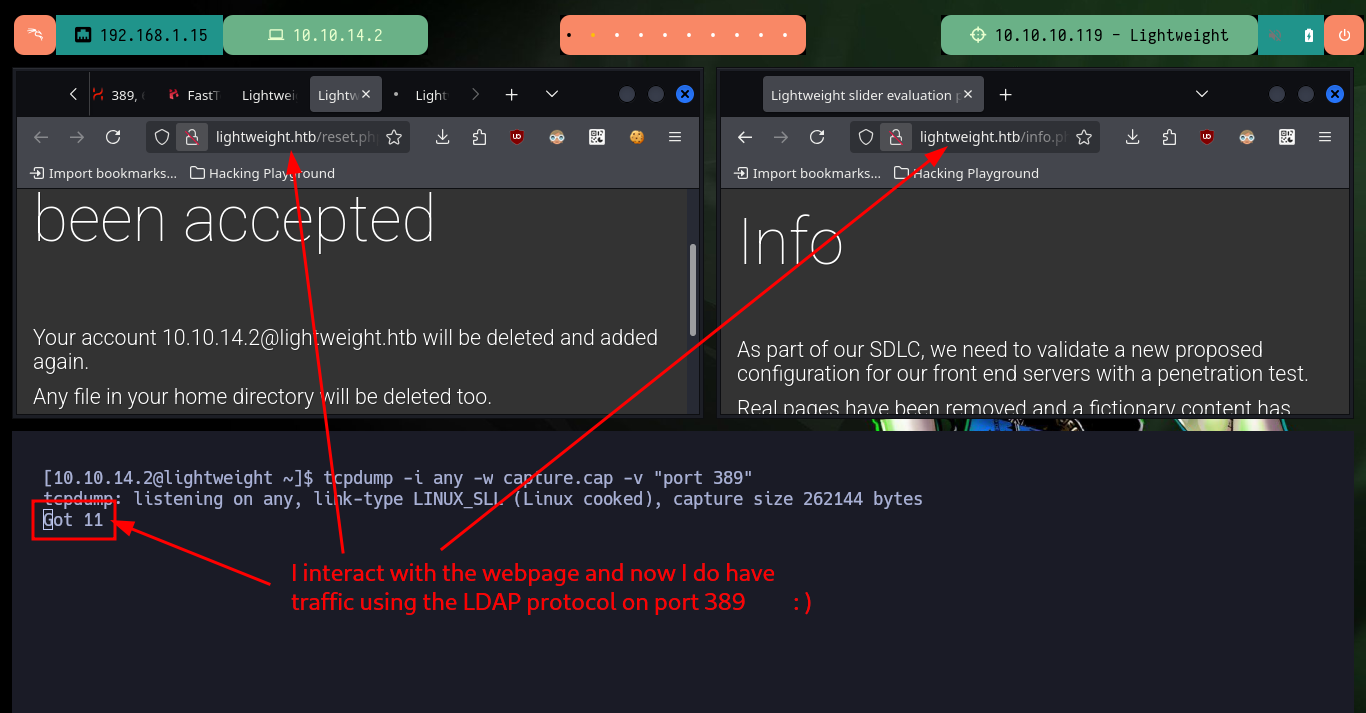 192.168.1.15 10.10.14.2 10.10.10.119 - Lightweight
389, FastT Lightwei Lightw Light
lightweight.htb/reset.ph
Import bookmarks... Hacking Playground
been accepted
Your account 10.10.14.2@lightweight.htb will be deleted and added
again.
Any file in your home directory will be deleted too.
Lightweight slider evaluation p
lightweight.htb/info.ph
Import bookmarks... Hacking Playground
Info
As part of our SDLC, we need to validate a new proposed
configuration for our front end servers with a penetration test.
Real pages have been removed and a fictionary content has
[10.10.14.2@lightweight ~]$ tcpdump -i any -w capture.cap -v "port 389"
tcpdump: listening on any, link-type LINUX_SLL (Linux cooked), capture size 262144 bytes
Got 11
I interact with the webpage and now I do have
traffic using the LDAP protocol on port 389 : )